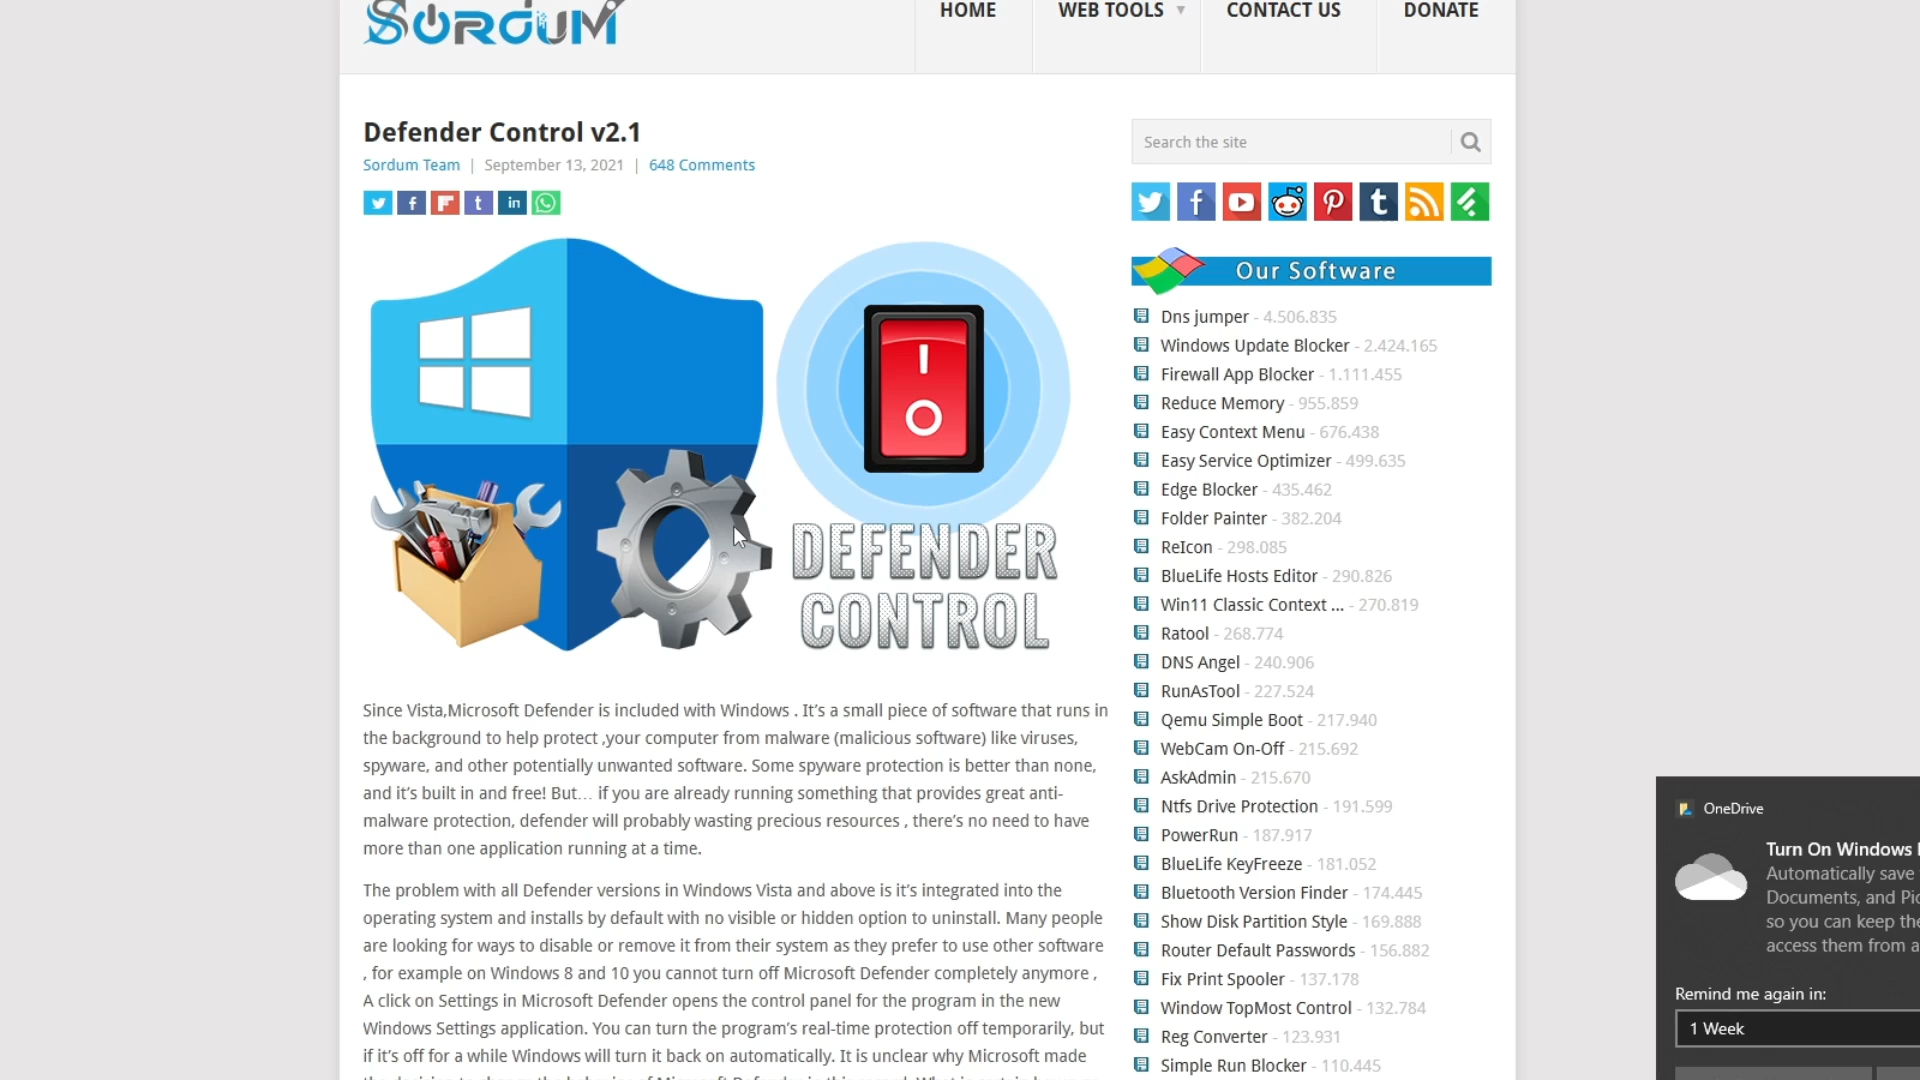 SORDUM
HOME
WEB TOOLS
CONTACT US
DONATE
Defender Control v2.1
Sordum Team | September 13, 2021 | 648 Comments
DEFENDER
CONTROL
Since Vista,Microsoft Defender is included with Windows . It’s a small piece of software that runs in
the background to help protect ,your computer from malware (malicious software) like viruses,
spyware, and other potentially unwanted software. Some spyware protection is better than none,
and it’s built in and free! But… if you are already running something that provides great anti-
malware protection, defender will probably wasting precious resources , there’s no need to have
more than one application running at a time.
The problem with all Defender versions in Windows Vista and above is it’s integrated into the
operating system and installs by default with no visible or hidden option to uninstall. Many people
are looking for ways to disable or remove it from their system as they prefer to use other software
, for example on Windows 8 and 10 you cannot turn off Microsoft Defender completely anymore ,
A click on Settings in Microsoft Defender opens the control panel for the program in the new
Windows Settings application. You can turn the program’s real-time protection off temporarily, but
if it’s off for a while Windows will turn it back on automatically. It is unclear why Microsoft made
Search the site
Our Software
Dns jumper - 4.506.835
Windows Update Blocker - 2.424.165
Firewall App Blocker - 1.111.455
Reduce Memory - 955.859
Easy Context Menu - 676.438
Easy Service Optimizer - 499.635
Edge Blocker - 435.462
Folder Painter - 382.204
ReIcon - 298.085
BlueLife Hosts Editor - 290.826
Win11 Classic Context ... - 270.819
Ratool - 268.774
DNS Angel - 240.906
RunAsTool - 227.524
Qemu Simple Boot - 217.940
WebCam On-Off - 215.692
AskAdmin - 215.670
Ntfs Drive Protection - 191.599
PowerRun - 187.917
BlueLife KeyFreeze - 181.052
Bluetooth Version Finder - 174.445
Show Disk Partition Style - 169.888
Router Default Passwords - 156.882
Fix Print Spooler - 137.178
Window TopMost Control - 132.784
Reg Converter - 123.931
Simple Run Blocker - 110.445
OneDrive
Turn On Windows
Automatically save
Documents, and
so you can keep
access them from
Remind me again in:
1 Week